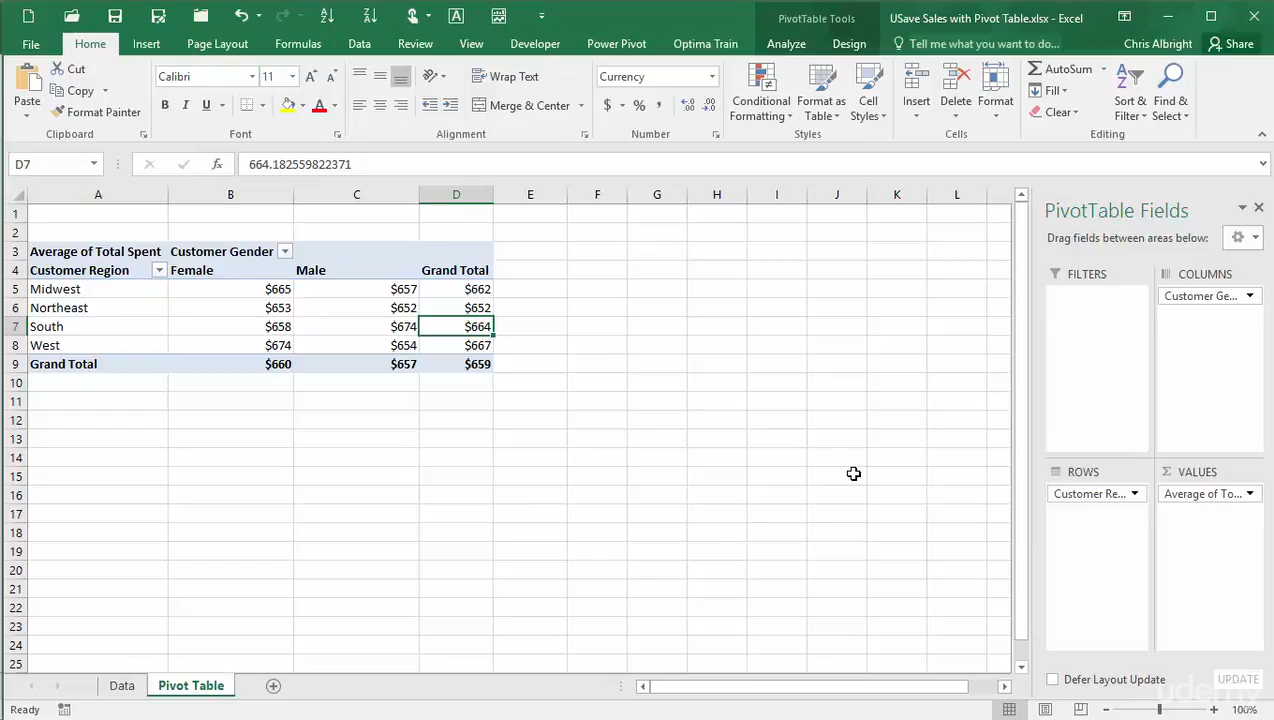 PivotTable Tools
USave Sales with Pivot Table.xlsx - Excel
File Home Insert Page Layout Formulas Data Review View Developer Power Pivot Optima Train Analyze Design Tell me what you want to do... Chris Albright Share
Paste
Cut
Copy
Format Painter
Clipboard
Calibri 11
B I U
Font
Wrap Text
Merge & Center
Alignment
Currency
$ % ,
Number
Conditional Formatting
Format as Table
Cell Styles
Styles
Insert Delete Format
Cells
AutoSum
Fill
Clear
Sort & Filter
Find & Select
Editing
D7 fx 664.182559822371
A B C D E F G H I J K L
1
2
3 Average of Total Spent Customer Gender
4 Customer Region Female Male Grand Total
5 Midwest $665 $657 $662
6 Northeast $653 $652 $652
7 South $658 $674 $664
8 West $674 $654 $667
9 Grand Total $660 $657 $659
10
11
12
13
14
15
16
17
18
19
20
21
22
23
24
25
PivotTable Fields
Drag fields between areas below:
FILTERS
COLUMNS
Customer Ge...
ROWS
Customer Re...
VALUES
Average of To...
Defer Layout Update UPDATE
Data Pivot Table
udemy
Ready 100%